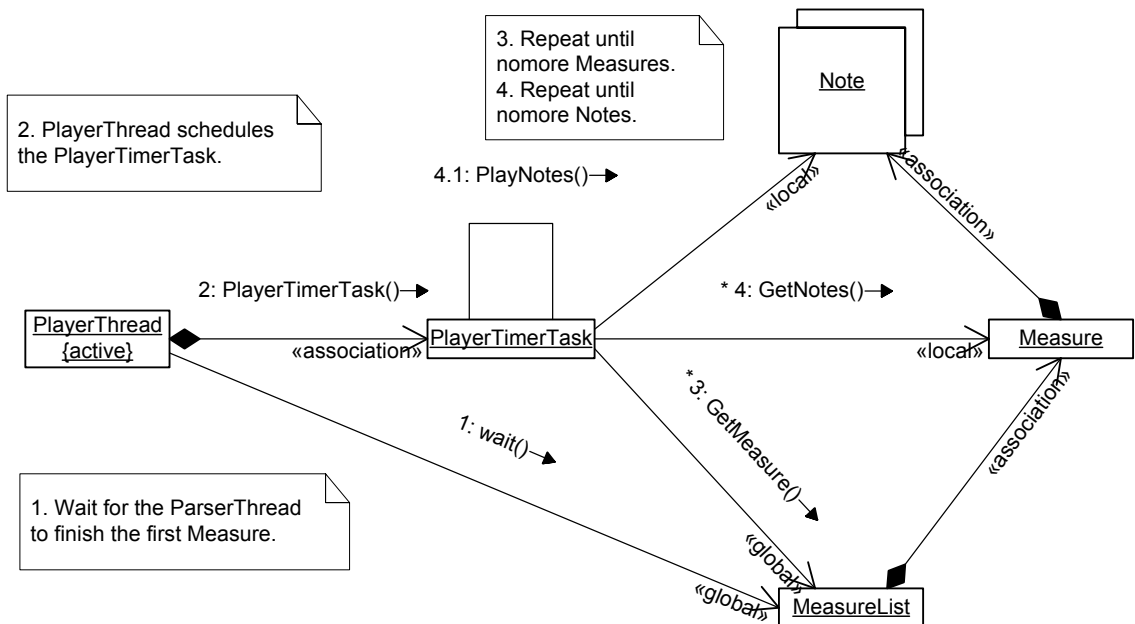 3. Repeat until
nomore Measures.
4. Repeat until
nomore Notes.
Note
2. PlayerThread schedules
the PlayerTimerTask.
4.1: PlayNotes()
«local»
«association»
2: PlayerTimerTask()
* 4: GetNotes()
PlayerThread
{active}
«association»
PlayerTimerTask
«local»
Measure
* 3: GetMeasure()
1: wait()
«association»
1. Wait for the ParserThread
to finish the first Measure.
«global»
«global»
MeasureList